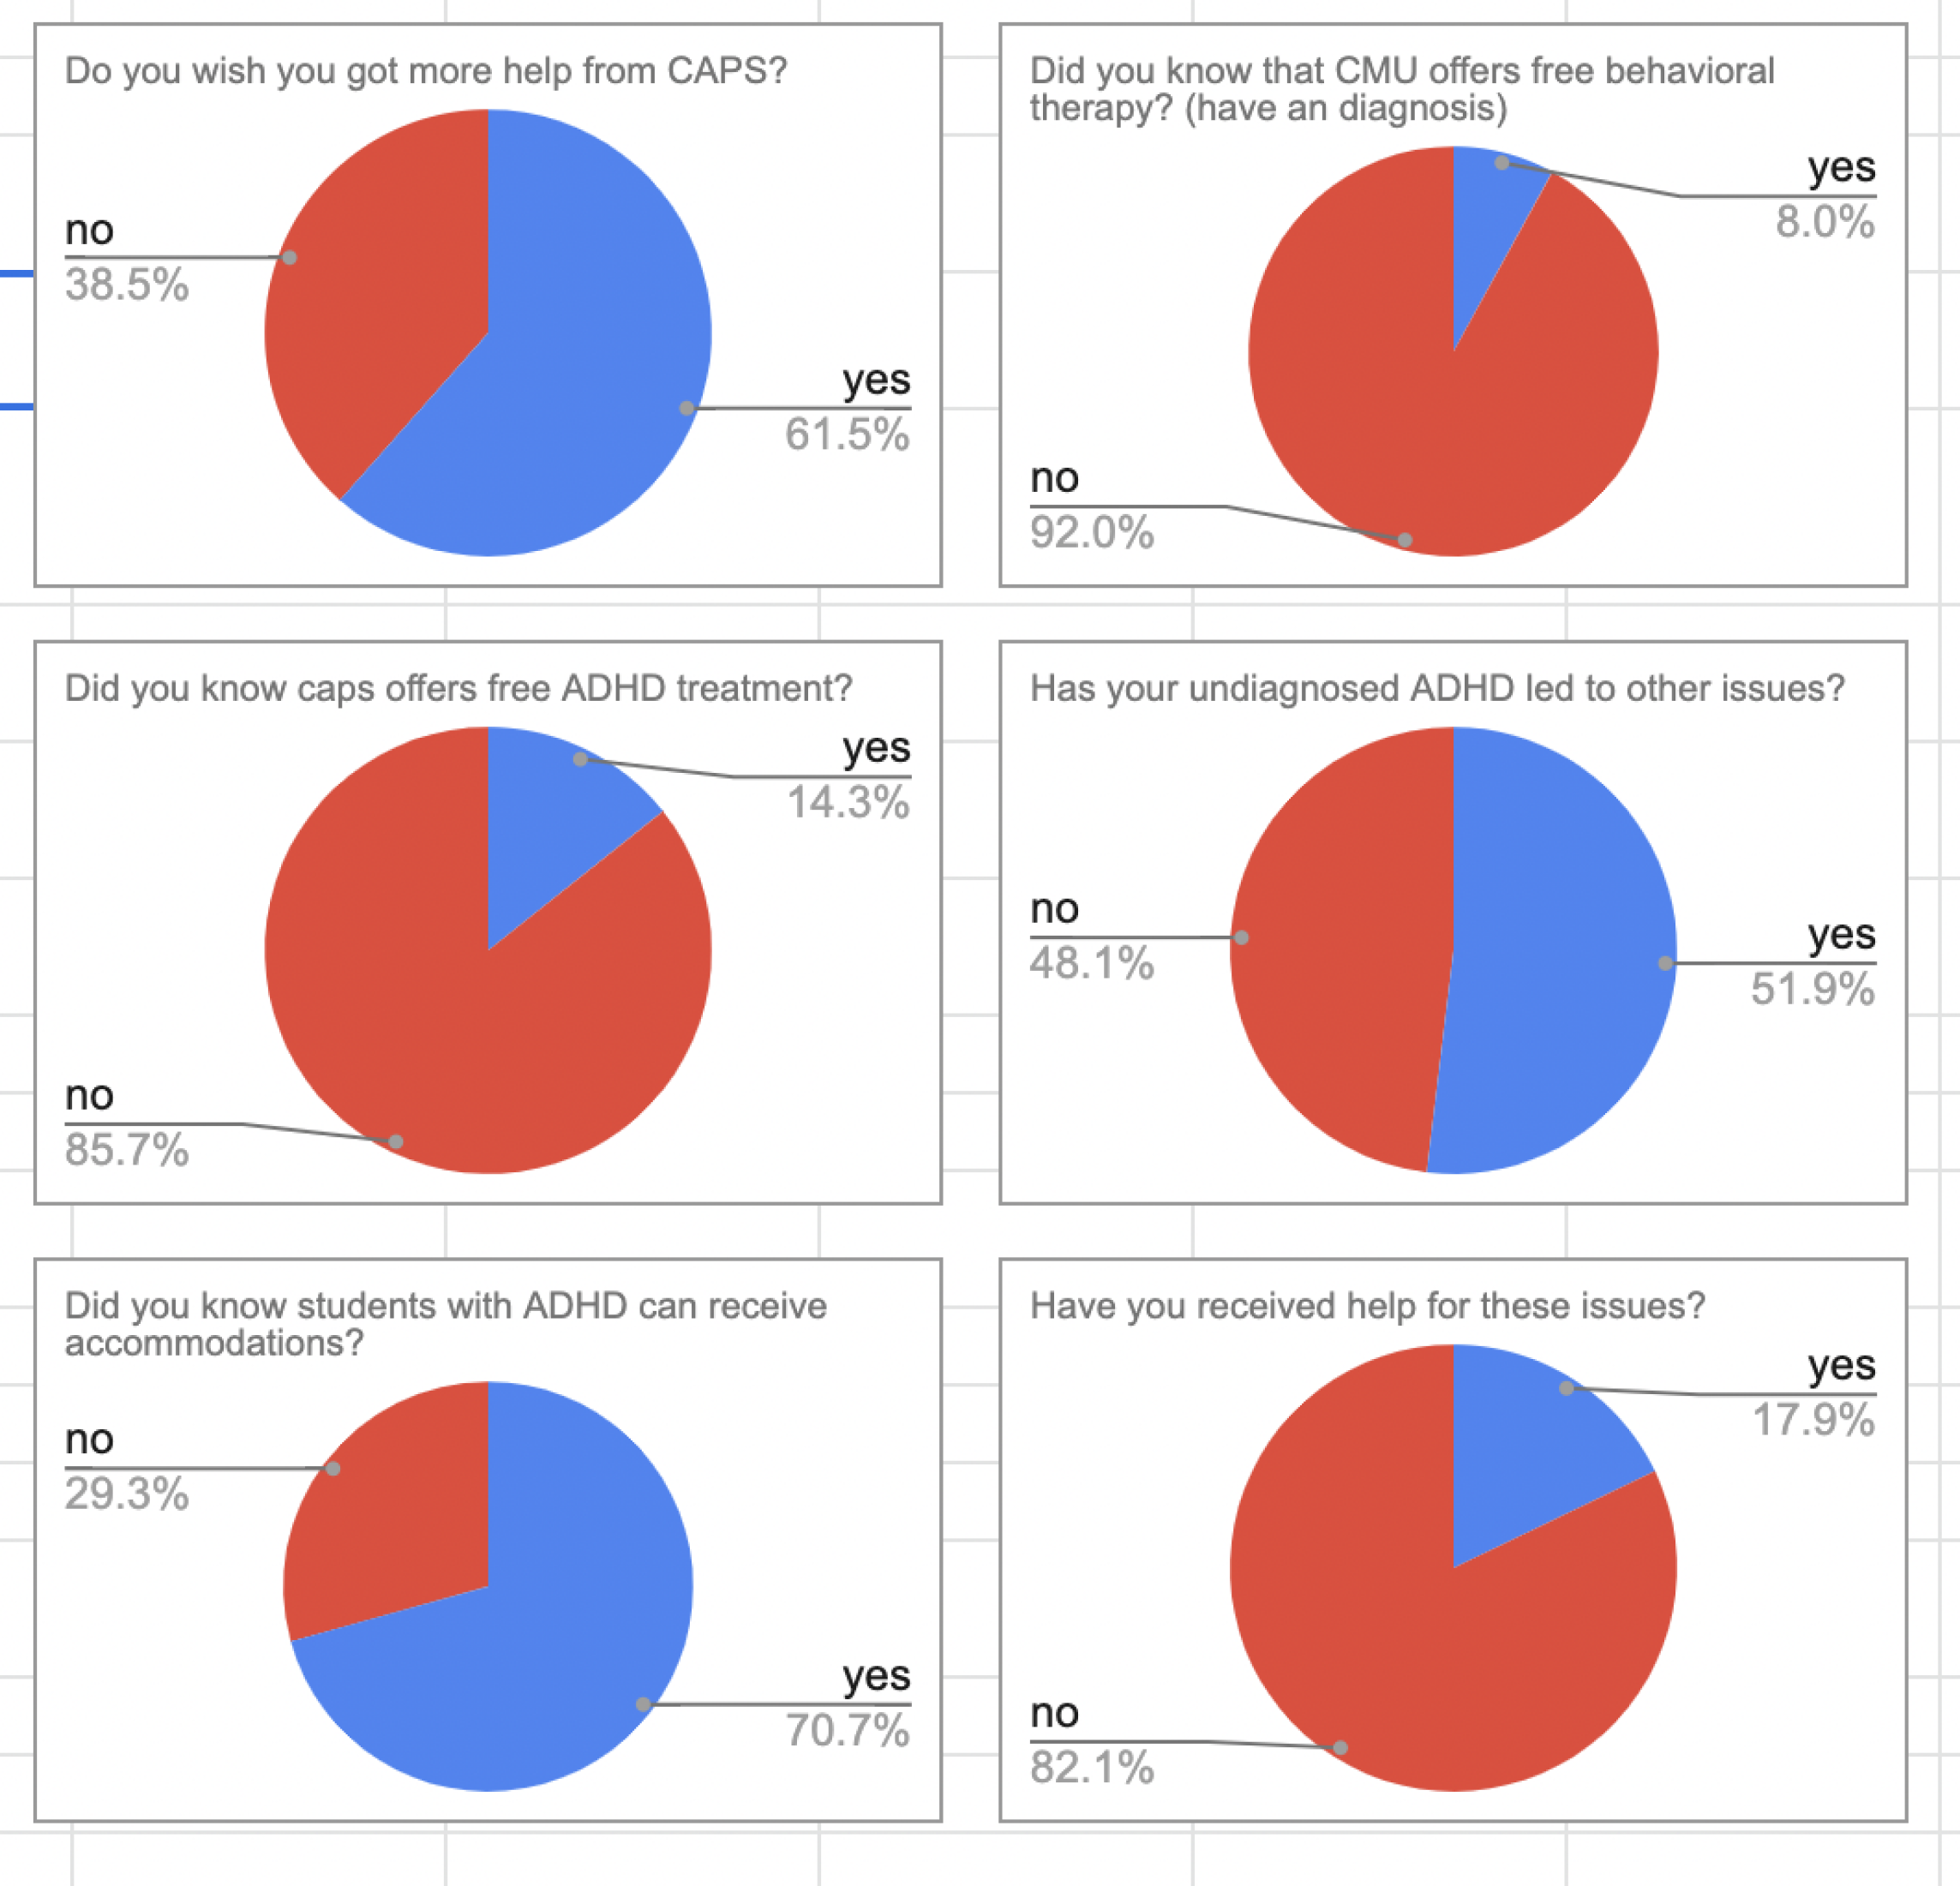 Do you wish you got more help from CAPS?
no
38.5%
yes
61.5%
Did you know that CMU offers free behavioral
therapy? (have an diagnosis)
yes
8.0%
no
92.0%
Did you know caps offers free ADHD treatment?
yes
14.3%
no
85.7%
Has your undiagnosed ADHD led to other issues?
no
48.1%
yes
51.9%
Did you know students with ADHD can receive
accommodations?
no
29.3%
yes
70.7%
Have you received help for these issues?
yes
17.9%
no
82.1%